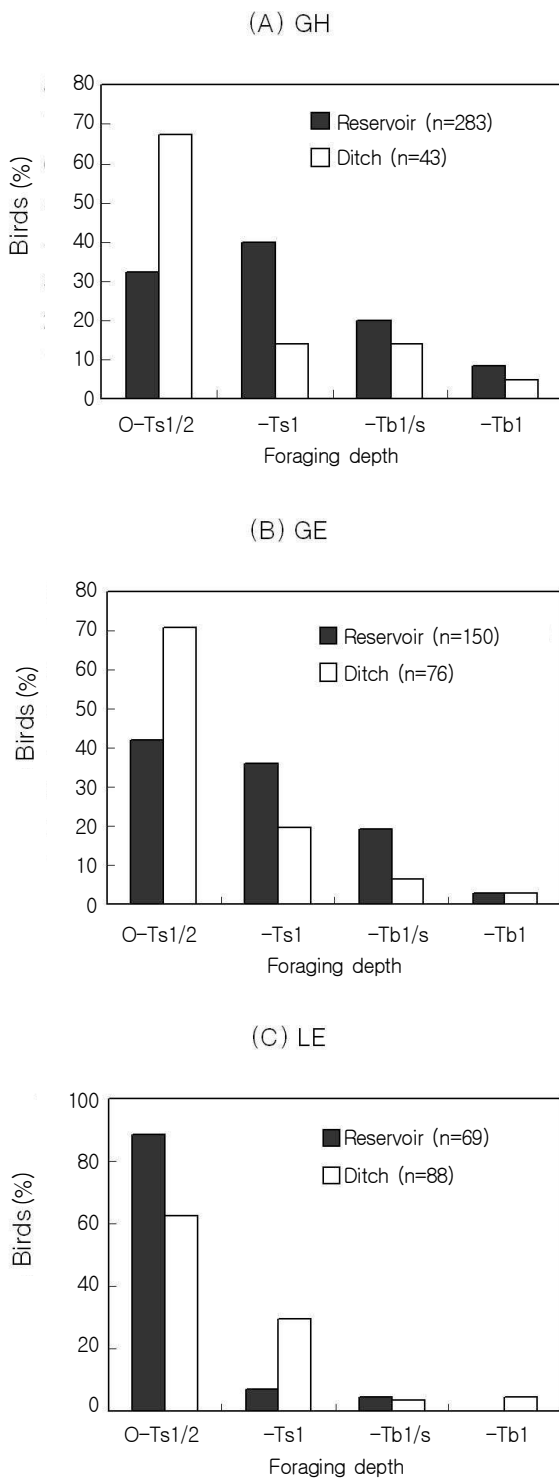 (A) GH
80
70
60
50
40
30
20
10
0
Birds (%)
Reservoir (n=283)
Ditch (n=43)
O-Ts1/2 -Ts1 -Tb1/s -Tb1
Foraging depth
(B) GE
80
70
60
50
40
30
20
10
0
Birds (%)
Reservoir (n=150)
Ditch (n=76)
O-Ts1/2 -Ts1 -Tb1/s -Tb1
Foraging depth
(C) LE
100
80
60
40
20
0
Birds (%)
Reservoir (n=69)
Ditch (n=88)
O-Ts1/2 -Ts1 -Tb1/s -Tb1
Foraging depth